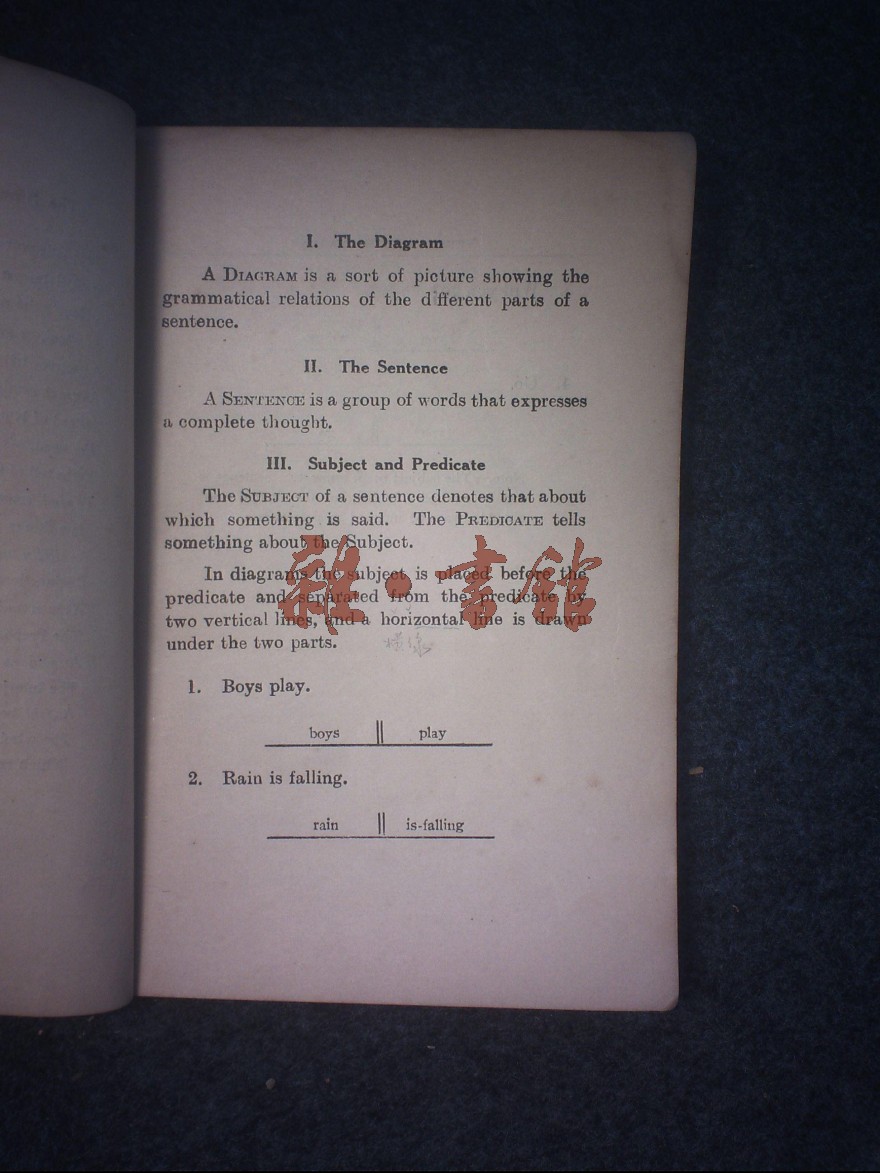 I. The Diagram
A DIAGRAM is a sort of picture showing the
grammatical relations of the d fferent parts of a
sentence.
II. The Sentence
A SENTENCE is a group of words that expresses
a complete thought.
III. Subject and Predicate
The SUBJECT of a sentence denotes that about
which something is said. The PREDICATE tells
something about the Subject.
In diagrams the subject is placed before the
predicate and separated from the predicate by
two vertical lines, and a horizontal line is drawn
under the two parts.
雜·書館
1. Boys play.
boys || play
2. Rain is falling.
rain || is-falling